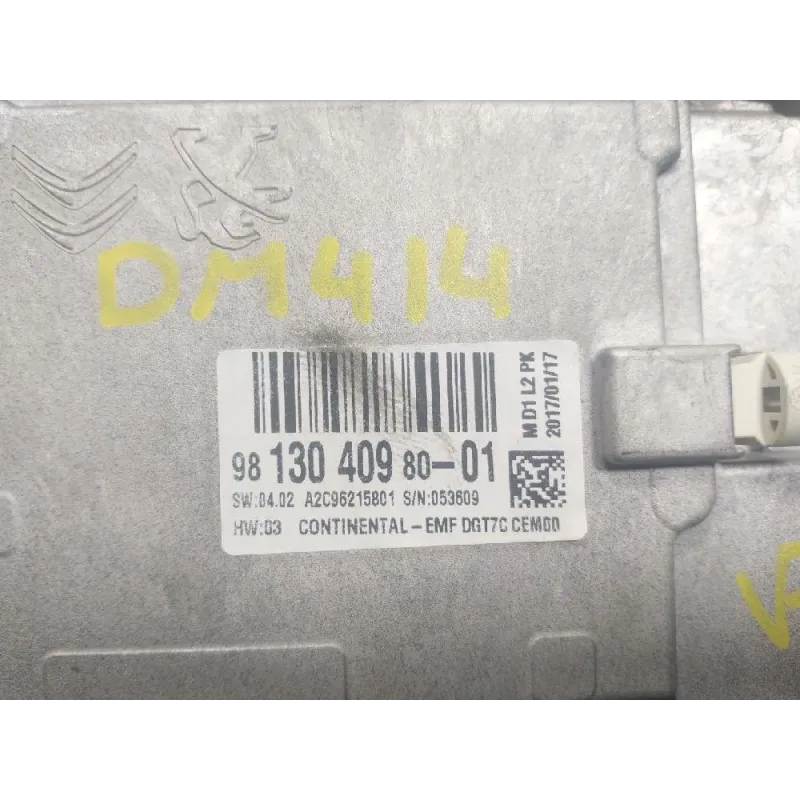 DM414
M D1 L2 PK
2017/01/17
98 130 409 80-01
SW:04.02 A2C96215801 S/N:053609
HW:03 CONTINENTAL-EMF DGT7C CEM00